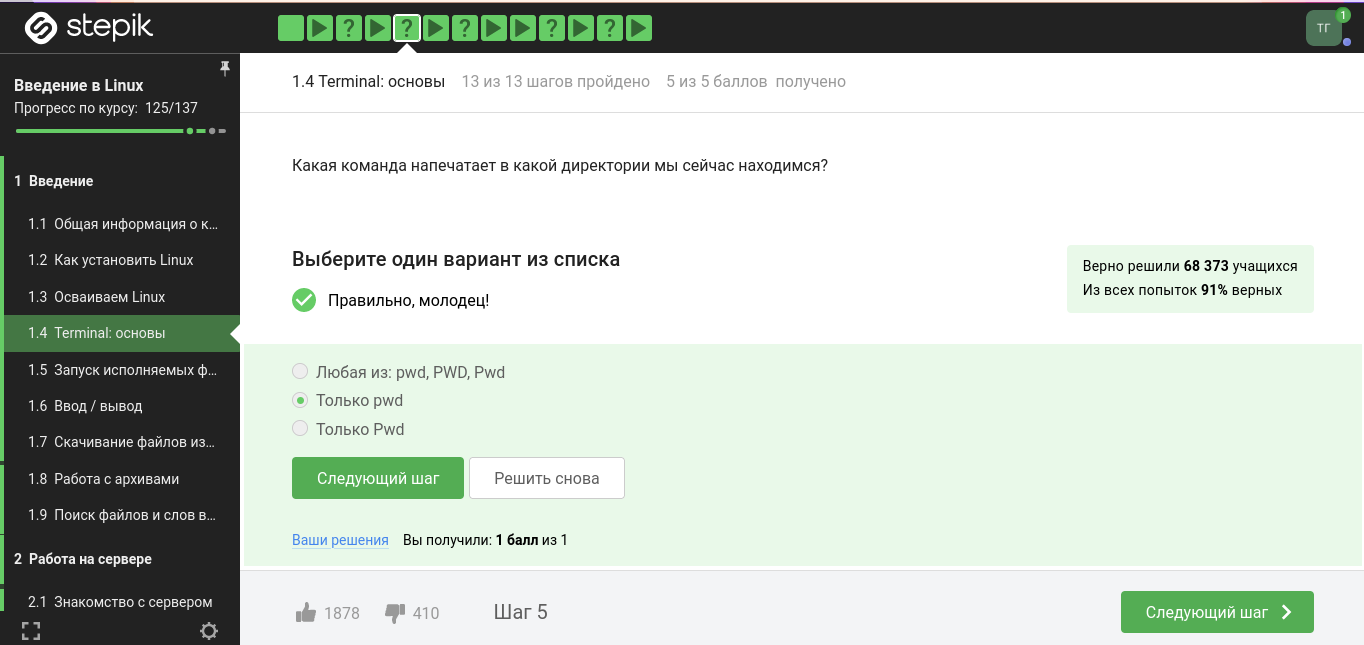 stepik
? ? ? ? ?
ТГ
1
Введение в Linux
Прогресс по курсу: 125/137
1 Введение
1.1 Общая информация о к...
1.2 Как установить Linux
1.3 Осваиваем Linux
1.4 Terminal: основы
1.5 Запуск исполняемых ф...
1.6 Ввод / вывод
1.7 Скачивание файлов из...
1.8 Работа с архивами
1.9 Поиск файлов и слов в...
2 Работа на сервере
2.1 Знакомство с сервером
1.4 Terminal: основы 13 из 13 шагов пройдено 5 из 5 баллов получено
Какая команда напечатает в какой директории мы сейчас находимся?
Выберите один вариант из списка
Правильно, молодец!
Верно решили 68 373 учащихся
Из всех попыток 91% верных
Любая из: pwd, PWD, Pwd
Только pwd
Только Pwd
Следующий шаг
Решить снова
Ваши решения Вы получили: 1 балл из 1
1878 410 Шаг 5
Следующий шаг